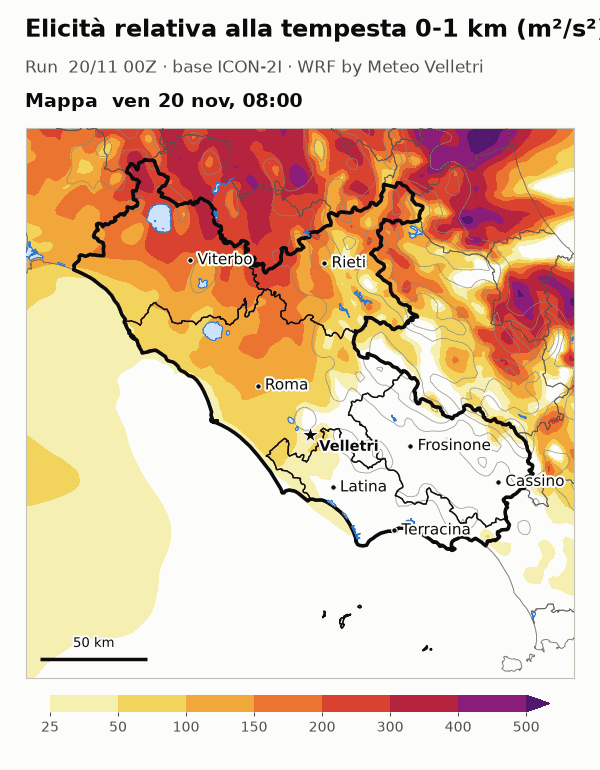 Elicità relativa alla tempesta 0-1 km (m²/s²)
Run 20/11 00Z · base ICON-2I · WRF by Meteo Velletri
Mappa ven 20 nov, 08:00
Viterbo
Rieti
Roma
Velletri
Frosinone
Latina
Cassino
Terracina
50 km
25 50 100 150 200 300 400 500